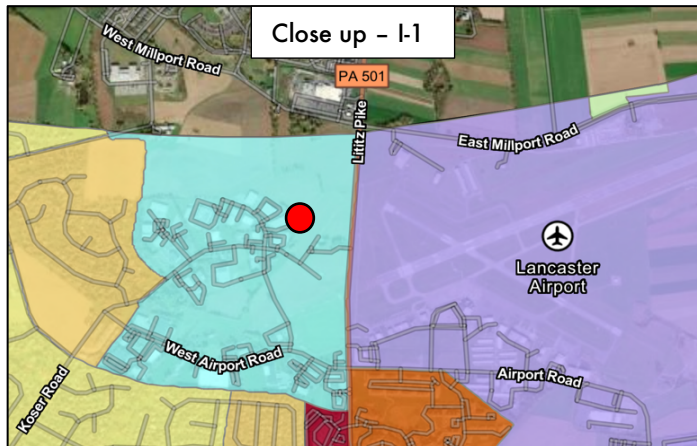 Close up – I-1
West Millport Road
PA 501
Lititz Pike
East Millport Road
Lancaster
Airport
West Airport Road
Airport Road
Koser Road